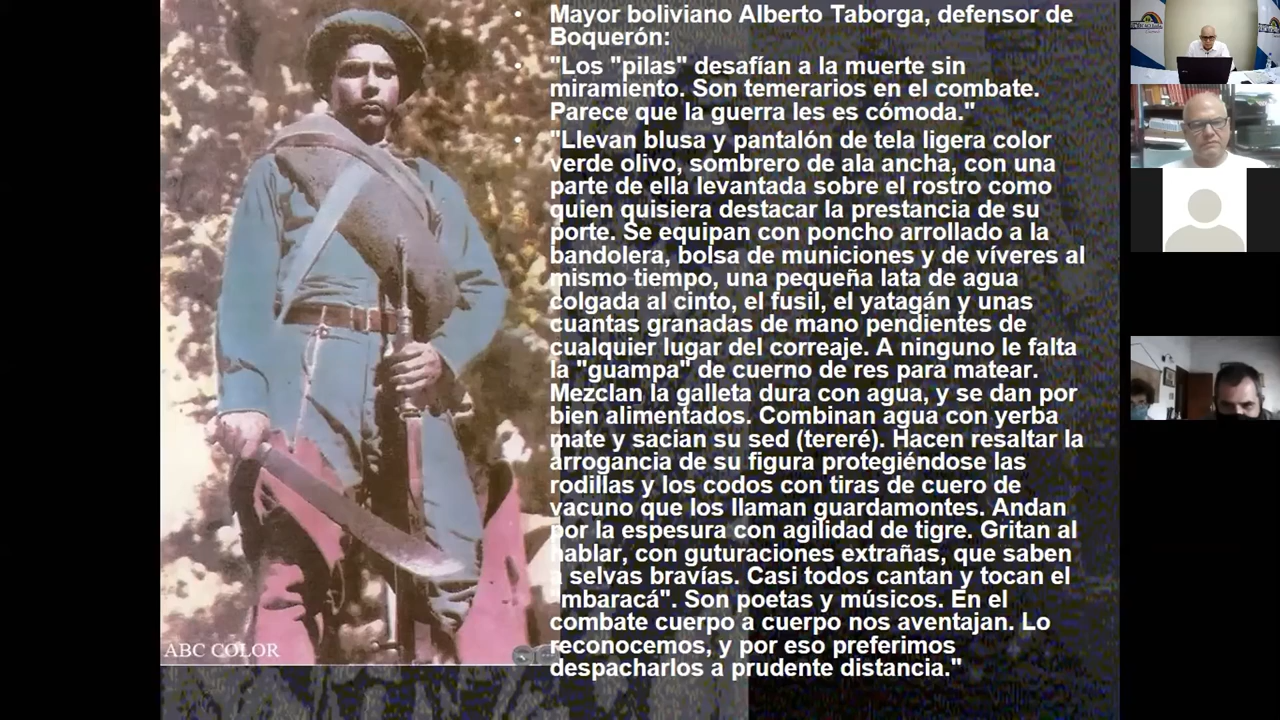 Mayor boliviano Alberto Taborga, defensor de
Boquerón:
"Los "pilas" desafían a la muerte sin
miramiento. Son temerarios en el combate.
Parece que la guerra les es cómoda."
"Llevan blusa y pantalón de tela ligera color
verde olivo, sombrero de ala ancha, con una
parte de ella levantada sobre el rostro como
quien quisiera destacar la prestancia de su
porte. Se equipan con poncho arrollado a la
bandolera, bolsa de municiones y de víveres al
mismo tiempo, una pequeña lata de agua
colgada al cinto, el fusil, el yatagán y unas
cuantas granadas de mano pendientes de
cualquier lugar del correaje. A ninguno le falta
la "guampa" de cuerno de res para matear.
Mezclan la galleta dura con agua, y se dan por
bien alimentados. Combinan agua con yerba
mate y sacian su sed (tereré). Hacen resaltar la
arrogancia de su figura protegiéndose las
rodillas y los codos con tiras de cuero de
vacuno que los llaman guardamontes. Andan
por la espesura con agilidad de tigre. Gritan al
hablar, con guturaciones extrañas, que saben
a selvas bravías. Casi todos cantan y tocan el
"mbaracá". Son poetas y músicos. En el
combate cuerpo a cuerpo nos aventajan. Lo
reconocemos, y por eso preferimos
despacharlos a prudente distancia."
ABC COLOR